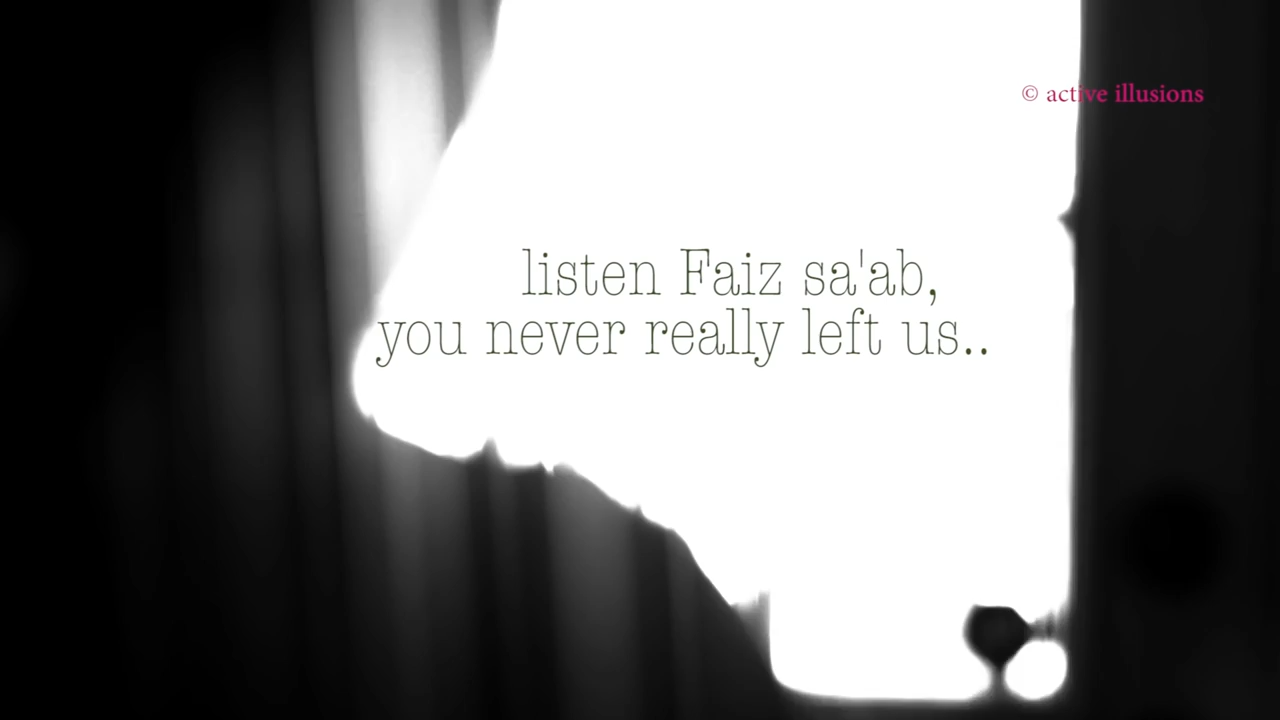 © active illusions
listen Faiz sa'ab,
you never really left us..